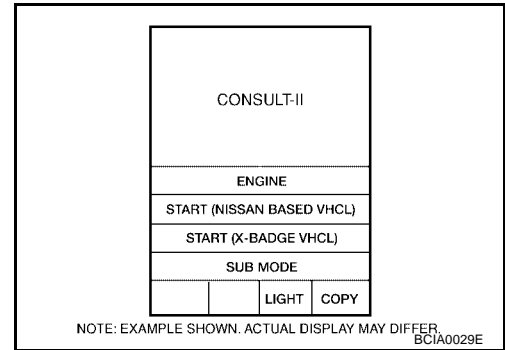 CONSULT-II
ENGINE
START (NISSAN BASED VHCL)
START (X-BADGE VHCL)
SUB MODE
LIGHT COPY
NOTE: EXAMPLE SHOWN. ACTUAL DISPLAY MAY DIFFER.
BCIA0029E